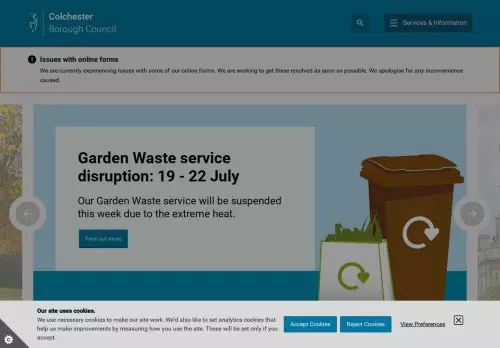 Colchester
Borough Council
Services & Information
Issues with online forms
We are currently experiencing issues with some of our online forms. We are working to get these resolved as soon as possible. We apologise for any inconvenience
caused.
Garden Waste service
disruption: 19 - 22 July
Our Garden Waste service will be suspended
this week due to the extreme heat.
Find out more
Our site uses cookies.
We use necessary cookies to make our site work. We'd also like to set analytics cookies that
help us make improvements by measuring how you use the site. These will be set only if you
accept.
Accept Cookies
Reject Cookies
View Preferences